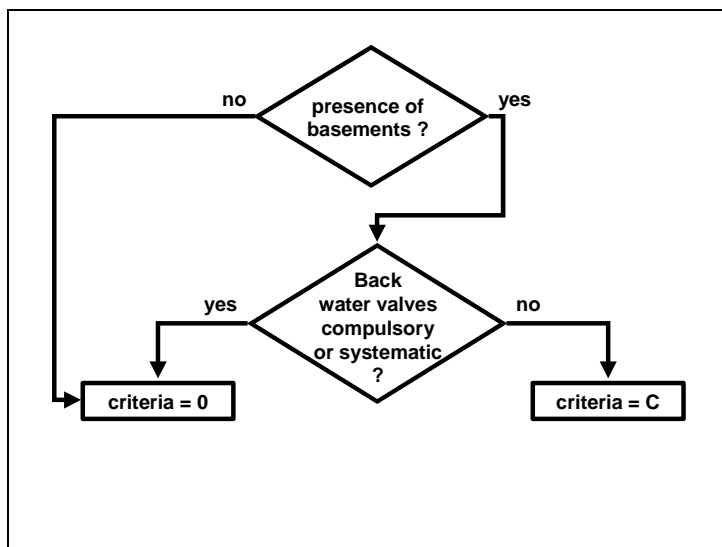 no
yes
presence of
basements ?
Back
water valves
compulsory
or systematic
?
yes
no
criteria = 0
criteria = C